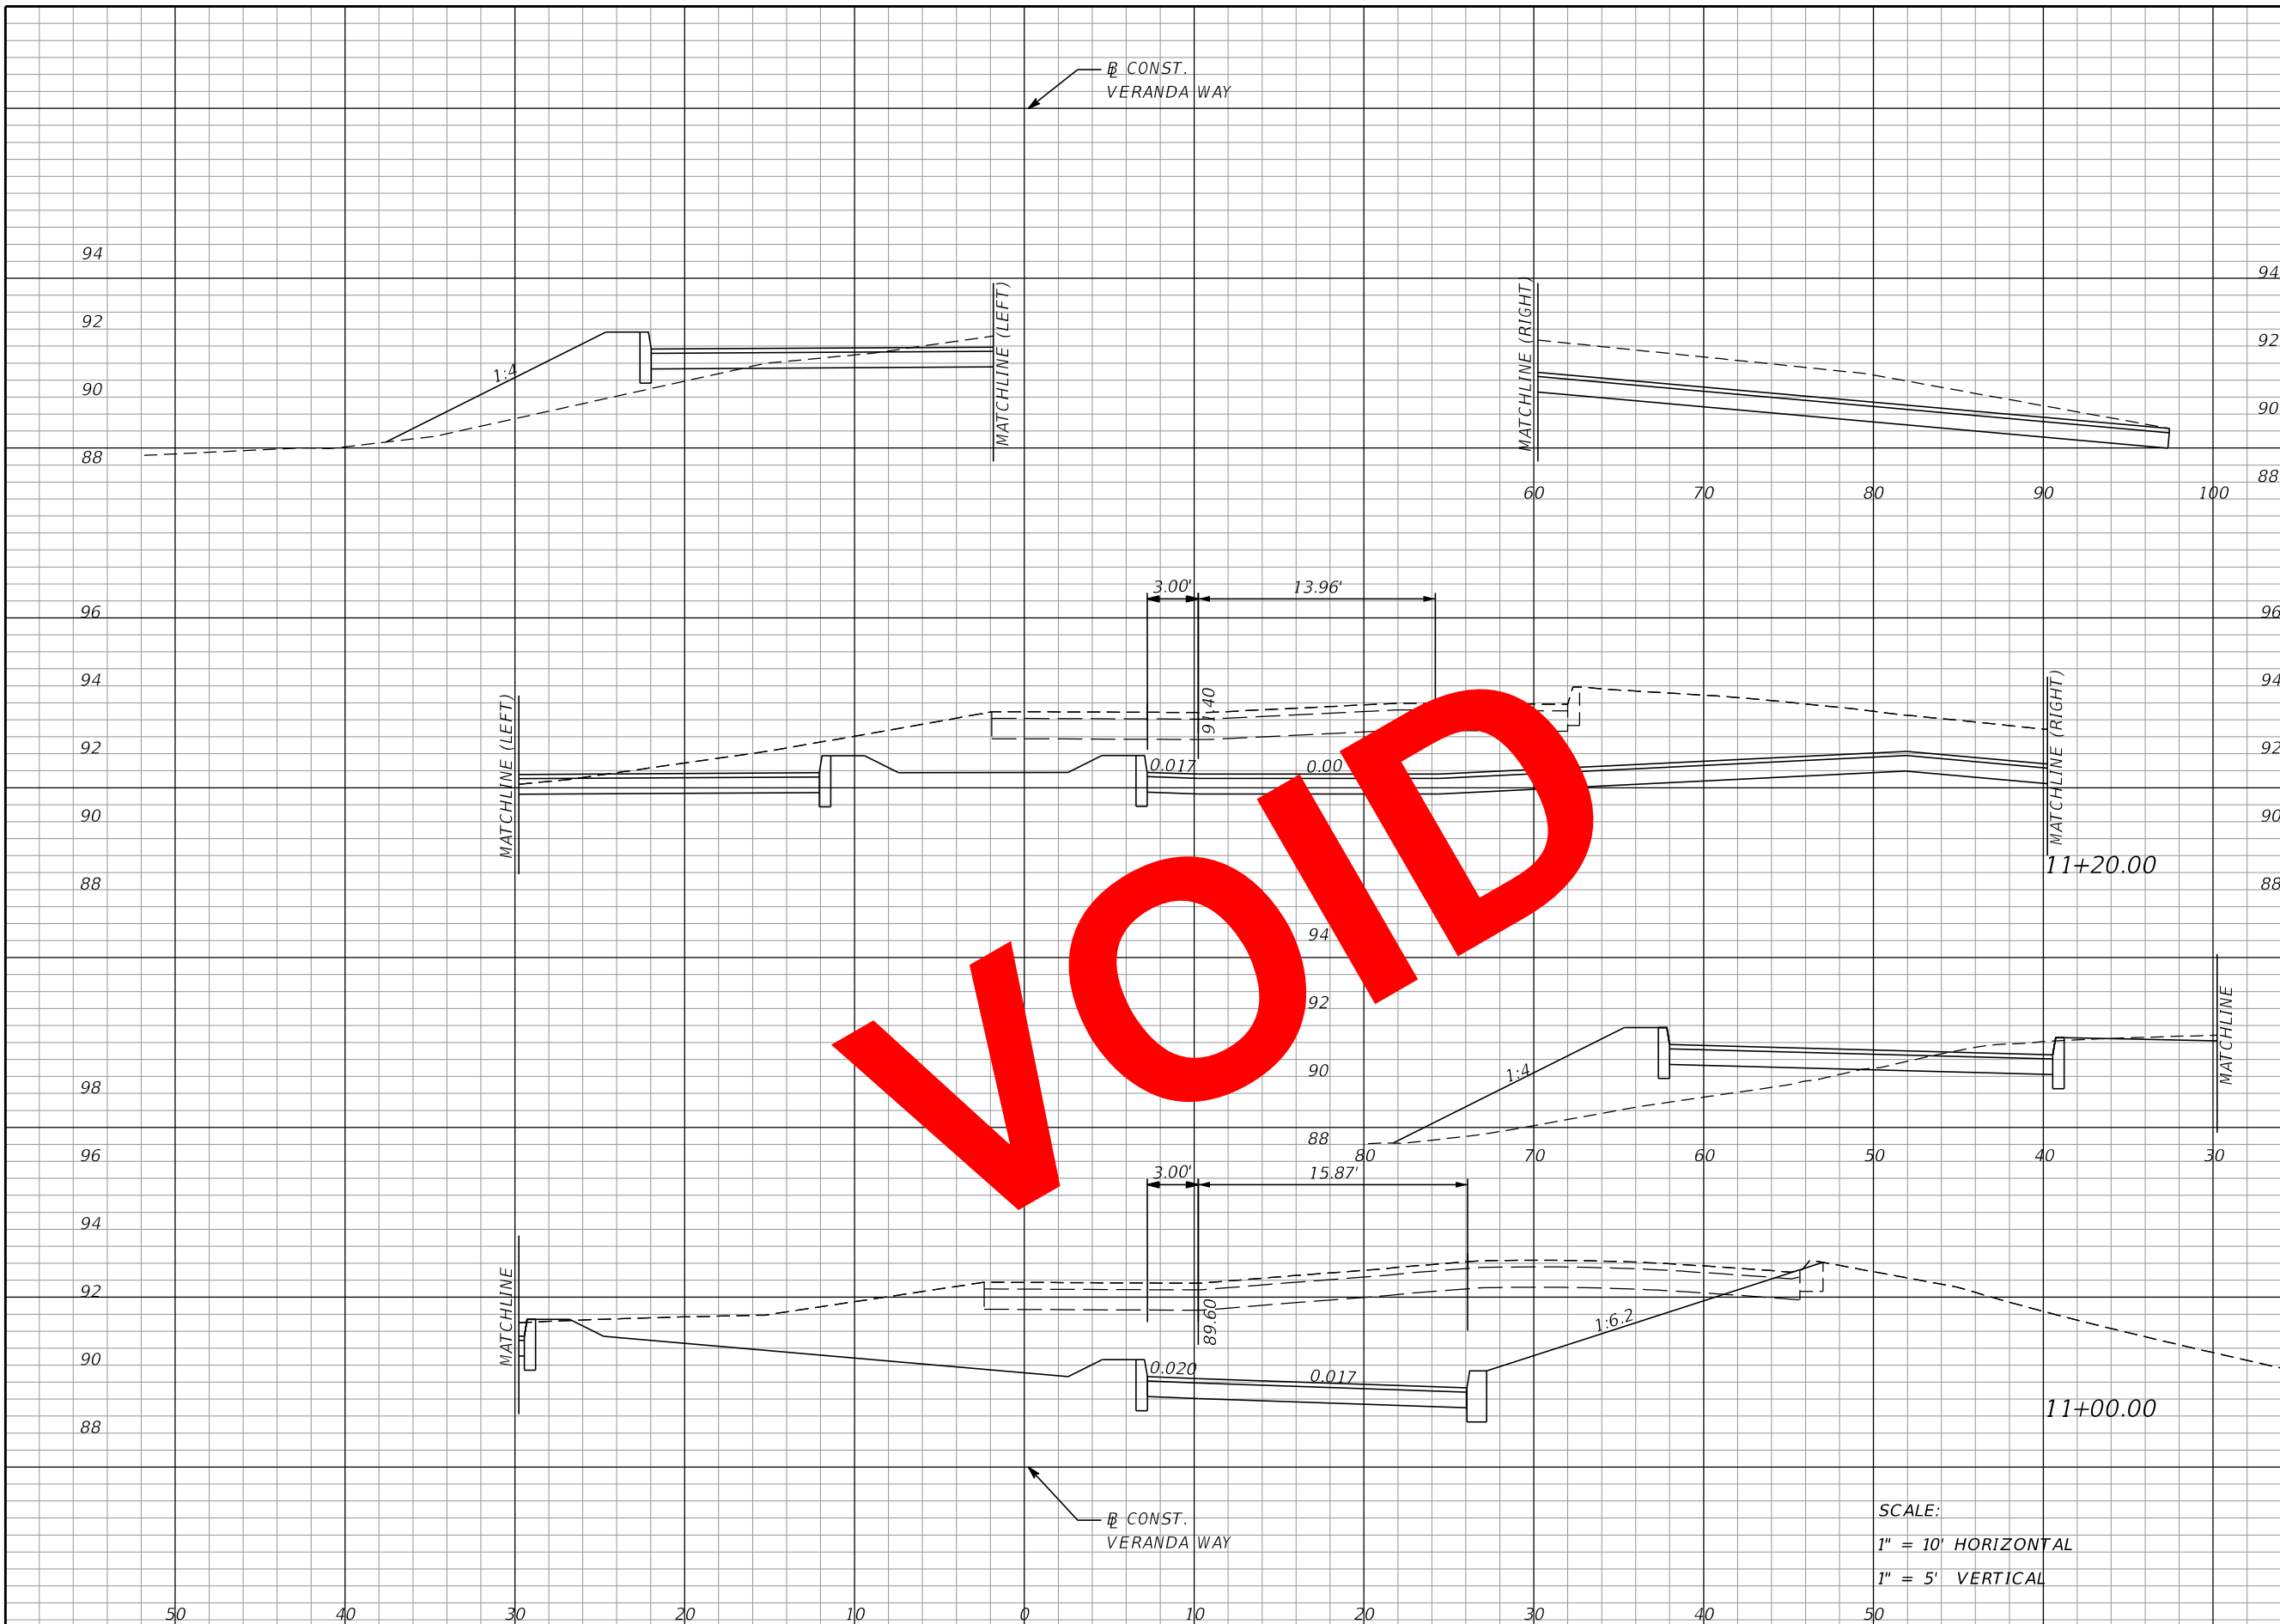 BL CONST.
VERANDA WAY
94
92
90
88
1:4
MATCHLINE (LEFT)
MATCHLINE (RIGHT)
94
92
90
88
60 70 80 90 100
3.00' 13.96'
96
94
92
90
88
MATCHLINE (LEFT)
91.40
0.017
0.00
MATCHLINE (RIGHT)
96
94
92
90
88
11+20.00
VOID
94
92
90
88
1:4
MATCHLINE
80 70 60 50 40 30
3.00' 15.87'
98
96
94
92
90
88
MATCHLINE
89.60
0.020
0.017
1:6.2
11+00.00
BL CONST.
VERANDA WAY
SCALE:
1" = 10' HORIZONTAL
1" = 5' VERTICAL
50 40 30 20 10 0 10 20 30 40 50